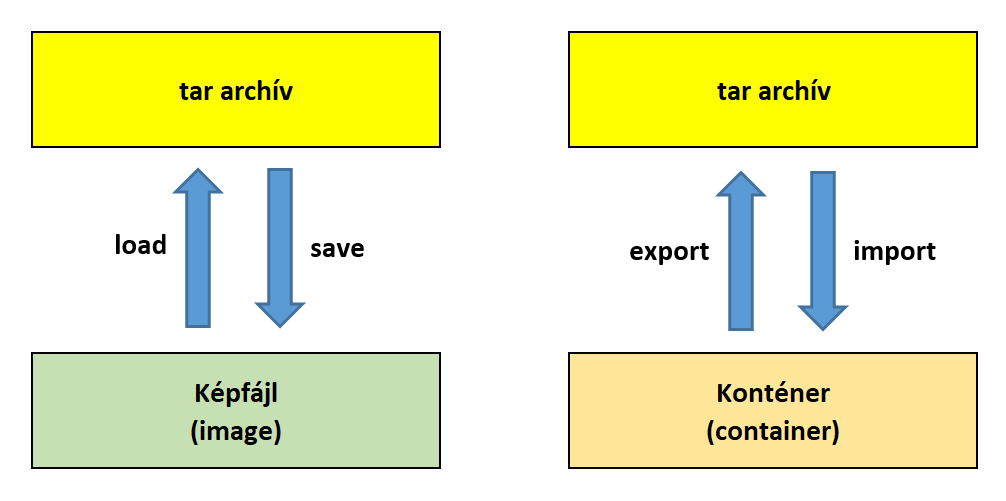 tar archív
tar archív
load
save
export
import
Képfájl
(image)
Konténer
(container)